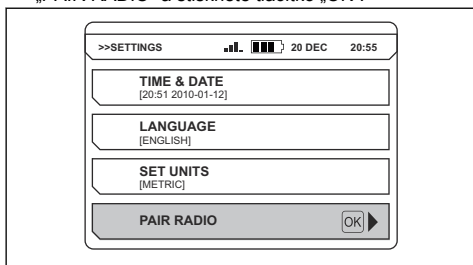 >>SETTINGS 20 DEC 20:55
TIME & DATE
[20:51 2010-01-12]
LANGUAGE
[ENGLISH]
SET UNITS
[METRIC]
PAIR RADIO OK